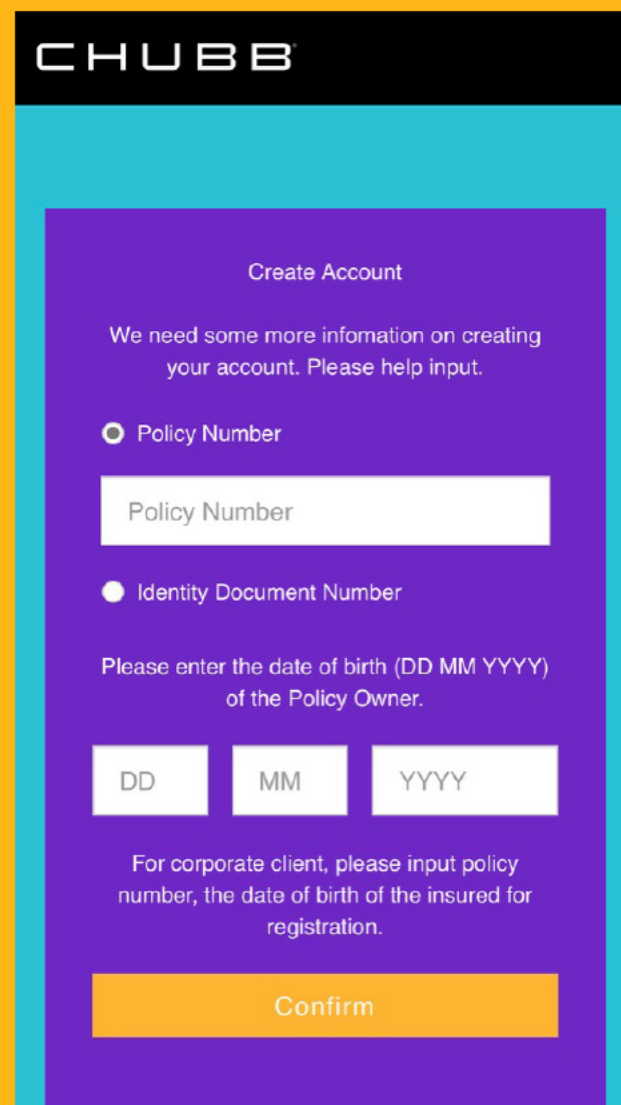 CHUBB
Create Account
We need some more infomation on creating
your account. Please help input.
Policy Number
Policy Number
Identity Document Number
Please enter the date of birth (DD MM YYYY)
of the Policy Owner.
DD MM YYYY
For corporate client, please input policy
number, the date of birth of the insured for
registration.
Confirm